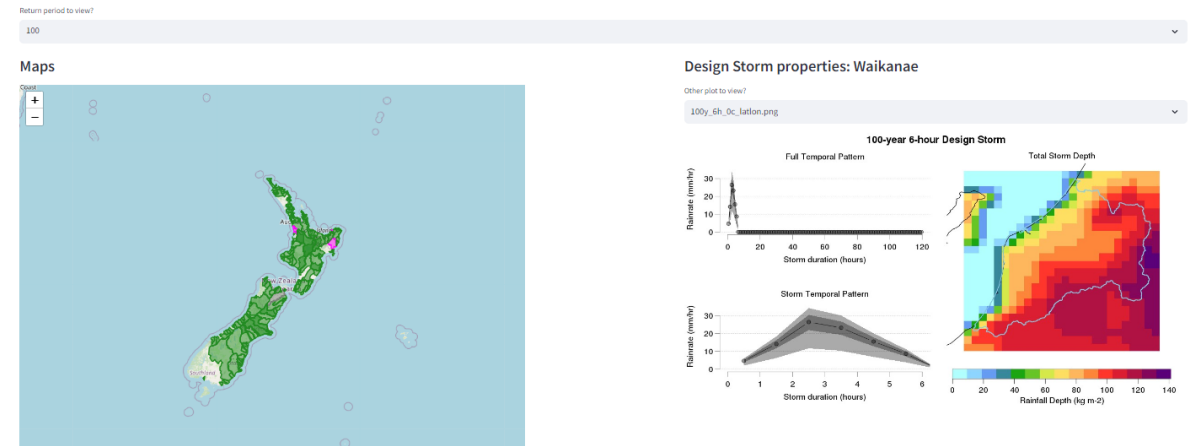 Return period to view?
100
Maps
Design Storm properties: Waikanae
Coast
+
−
Other plot to view?
100y_6h_0c_latlon.png
100-year 6-hour Design Storm
Full Temporal Pattern
Total Storm Depth
Rainrate (mm/hr)
30
20
10
0
0 20 40 60 80 100 120
Storm duration (hours)
Storm Temporal Pattern
Rainrate (mm/hr)
30
20
10
0
0 1 2 3 4 5 6
Storm duration (hours)
0 20 40 60 80 100 120 140
Rainfall Depth (kg m-2)
Southland